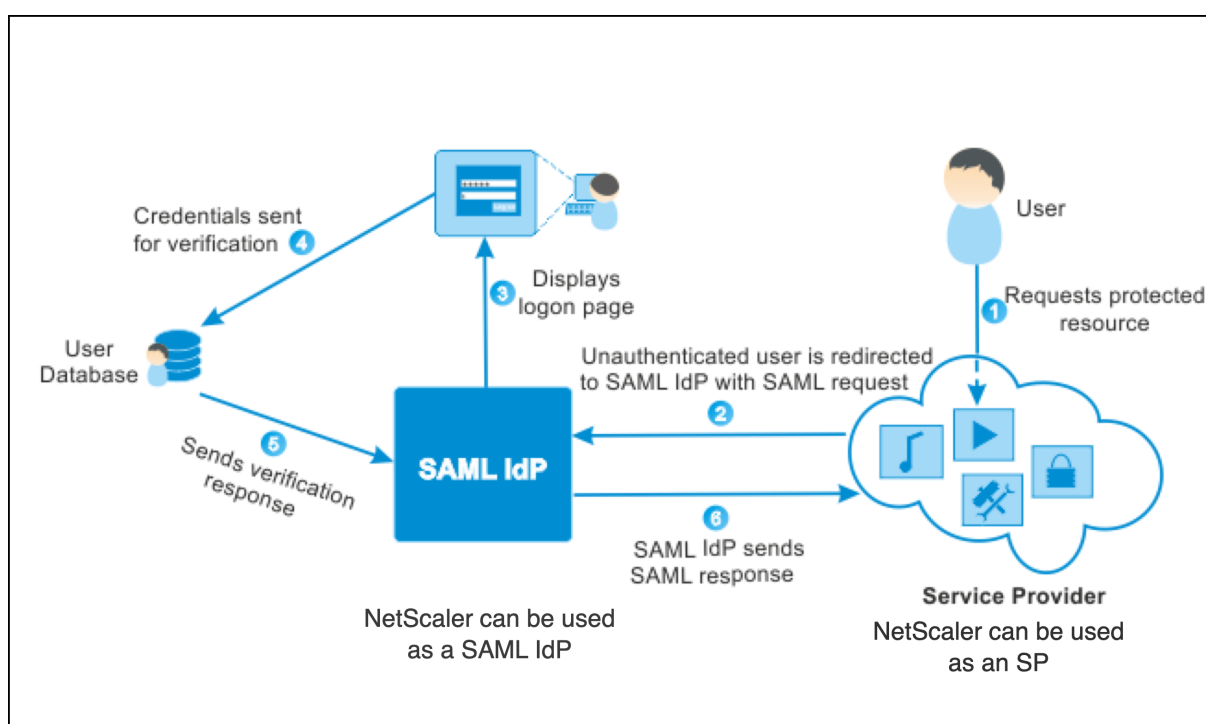 User
1
Requests protected
resource
Unauthenticated user is redirected
to SAML IdP with SAML request
2
3
Displays
logon page
Credentials sent
for verification 4
User
Database
5
Sends verification
response
SAML IdP
6
SAML IdP sends
SAML response
NetScaler can be used
as a SAML IdP
Service Provider
NetScaler can be used
as an SP